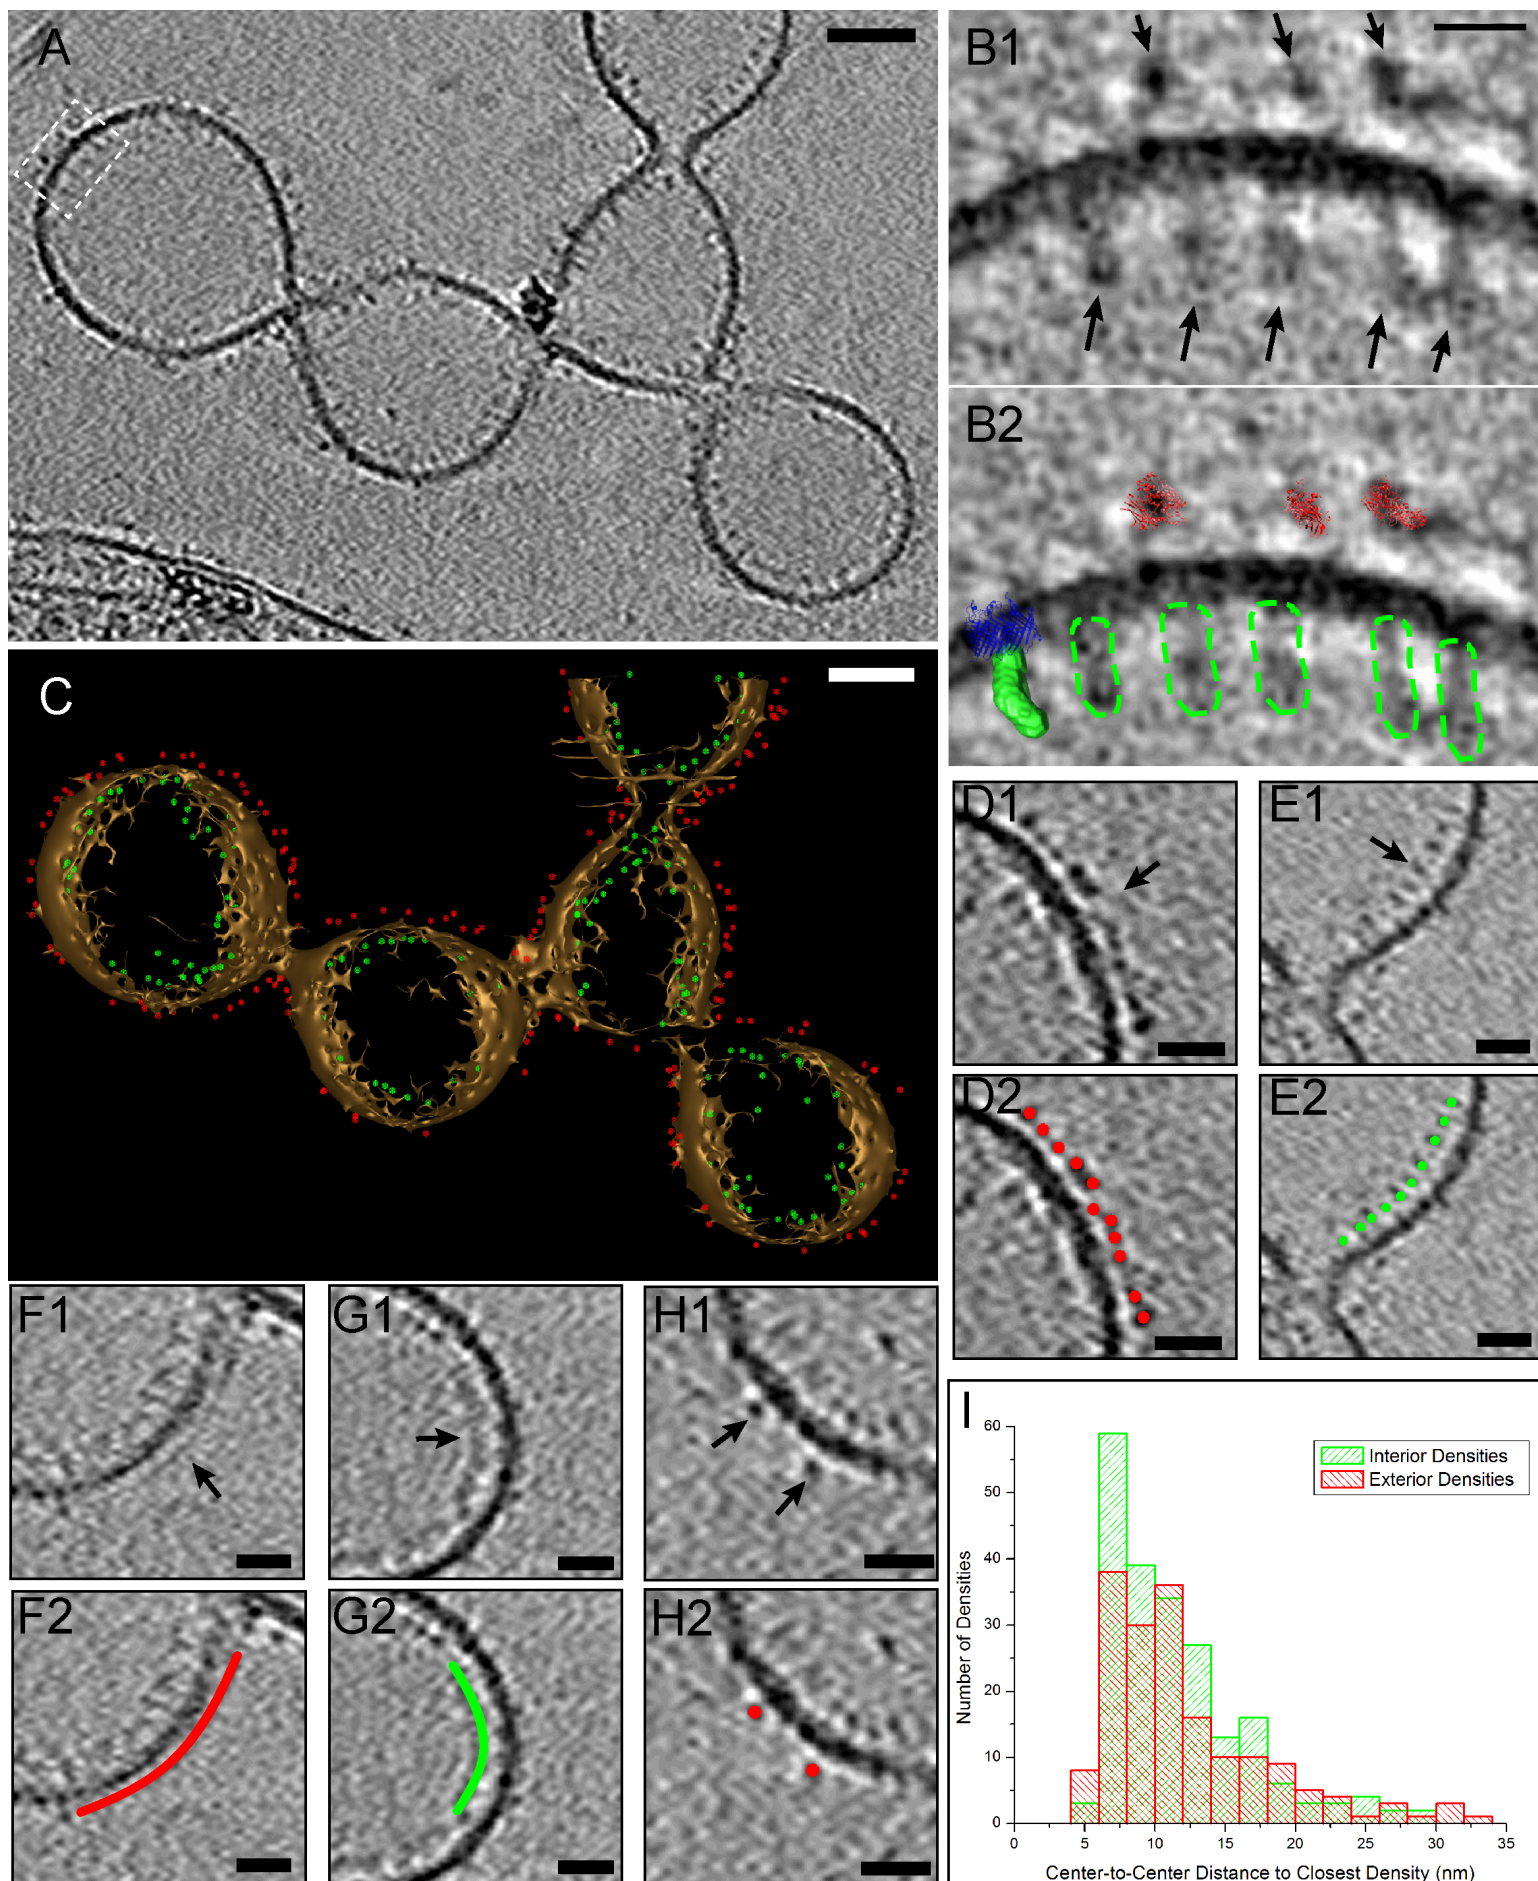 A
B1
B2
C
D1
E1
D2
E2
F1
G1
H1
F2
G2
H2
I
60
50
40
30
20
10
0
Number of Densities
Interior Densities
Exterior Densities
0 5 10 15 20 25 30 35
Center-to-Center Distance to Closest Density (nm)